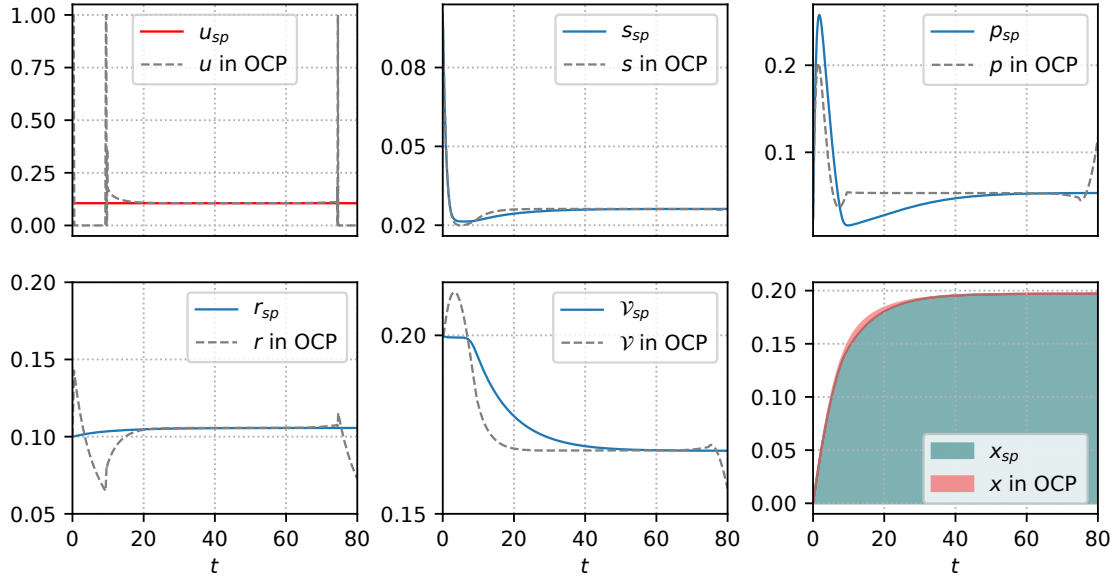 1.00
0.75
0.50
0.25
0.00
u_sp
u in OCP
0.08
0.05
0.02
s_sp
s in OCP
0.2
0.1
p_sp
p in OCP
0.20
0.15
0.10
0.05
0 20 40 60 80
t
r_sp
r in OCP
0.20
0.15
0 20 40 60 80
t
𝒱_sp
𝒱 in OCP
0.20
0.15
0.10
0.05
0.00
0 20 40 60 80
t
x_sp
x in OCP